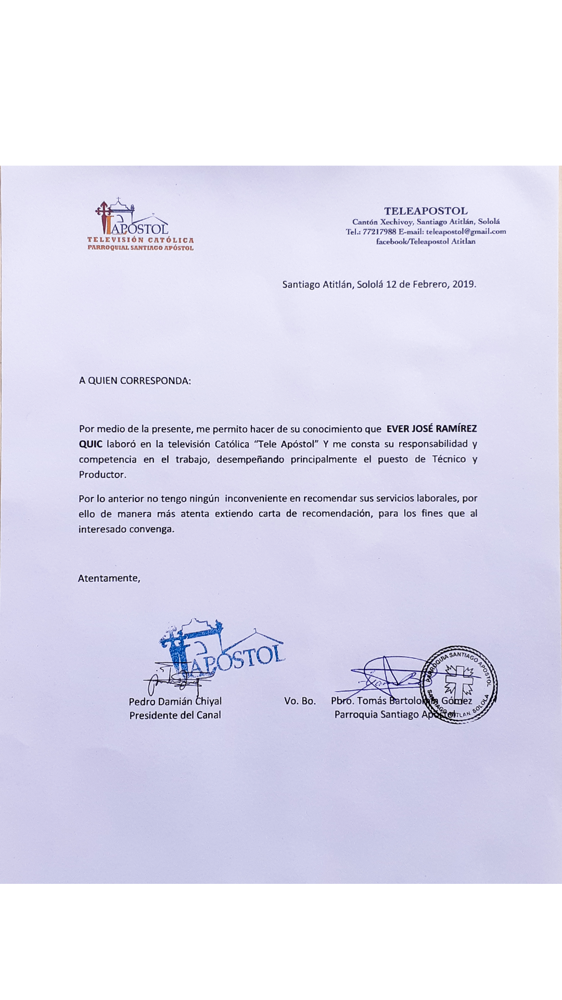 APOSTOL
TELEVISIÓN CATÓLICA
PARROQUIAL SANTIAGO APÓSTOL
TELEAPOSTOL
Cantón Xechivoy, Santiago Atitlán, Sololá
Tel.: 77217988 E-mail: teleapostol@gmail.com
facebook/Teleapostol Atitlan
Santiago Atitlán, Sololá 12 de Febrero, 2019.
A QUIEN CORRESPONDA:
Por medio de la presente, me permito hacer de su conocimiento que EVER JOSÉ RAMÍREZ
QUIC laboró en la televisión Católica “Tele Apóstol” Y me consta su responsabilidad y
competencia en el trabajo, desempeñando principalmente el puesto de Técnico y
Productor.
Por lo anterior no tengo ningún inconveniente en recomendar sus servicios laborales, por
ello de manera más atenta extiendo carta de recomendación, para los fines que al
interesado convenga.
Atentamente,
APOSTOL
PARROQUIA SANTIAGO APOSTOL
SANTIAGO ATITLAN SOLOLA
Pedro Damián Chiyal
Presidente del Canal
Vo. Bo. Pbro. Tomás Bartolomín Gómez
Parroquia Santiago Apóstol